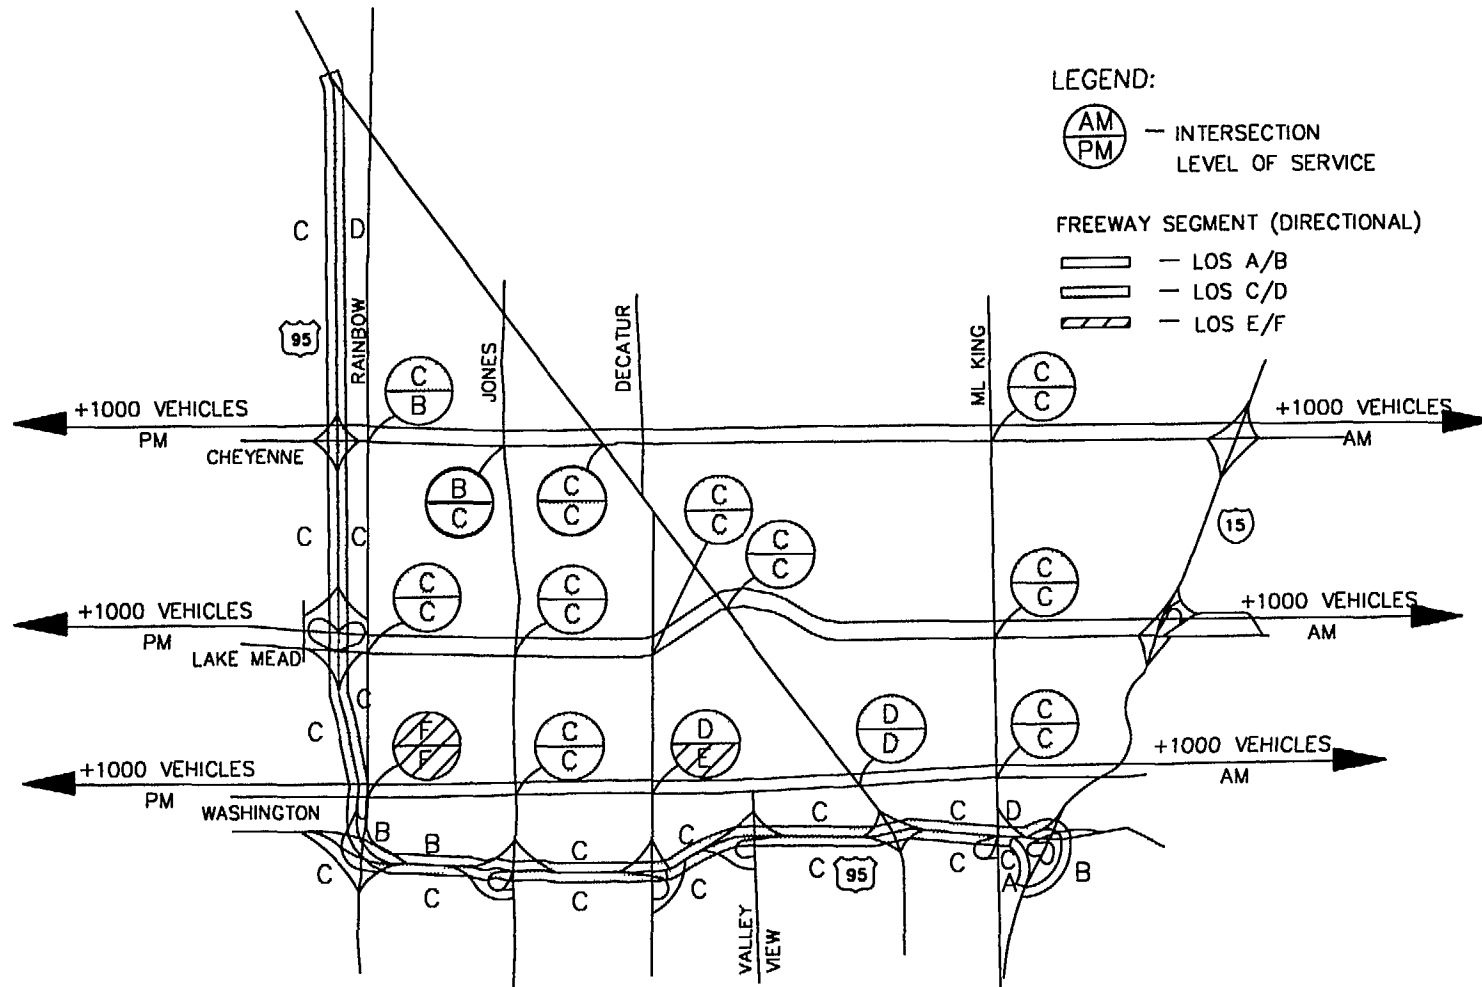 LEGEND:
AM
PM
— INTERSECTION
LEVEL OF SERVICE
FREEWAY SEGMENT (DIRECTIONAL)
— LOS A/B
— LOS C/D
— LOS E/F
C
D
95
RAINBOW
JONES
DECATUR
ML KING
C
B
C
C
+1000 VEHICLES
PM
+1000 VEHICLES
AM
CHEYENNE
B
C
C
C
C
C
C
C
15
C
C
C
C
C
C
C
C
+1000 VEHICLES
PM
+1000 VEHICLES
AM
LAKE MEAD
C
C
F
F
C
C
D
E
D
D
C
C
+1000 VEHICLES
PM
+1000 VEHICLES
AM
WASHINGTON
B
B
C
C
C
C
D
C
C
C
C
C
95
C
C
A
B
VALLEY
VIEW